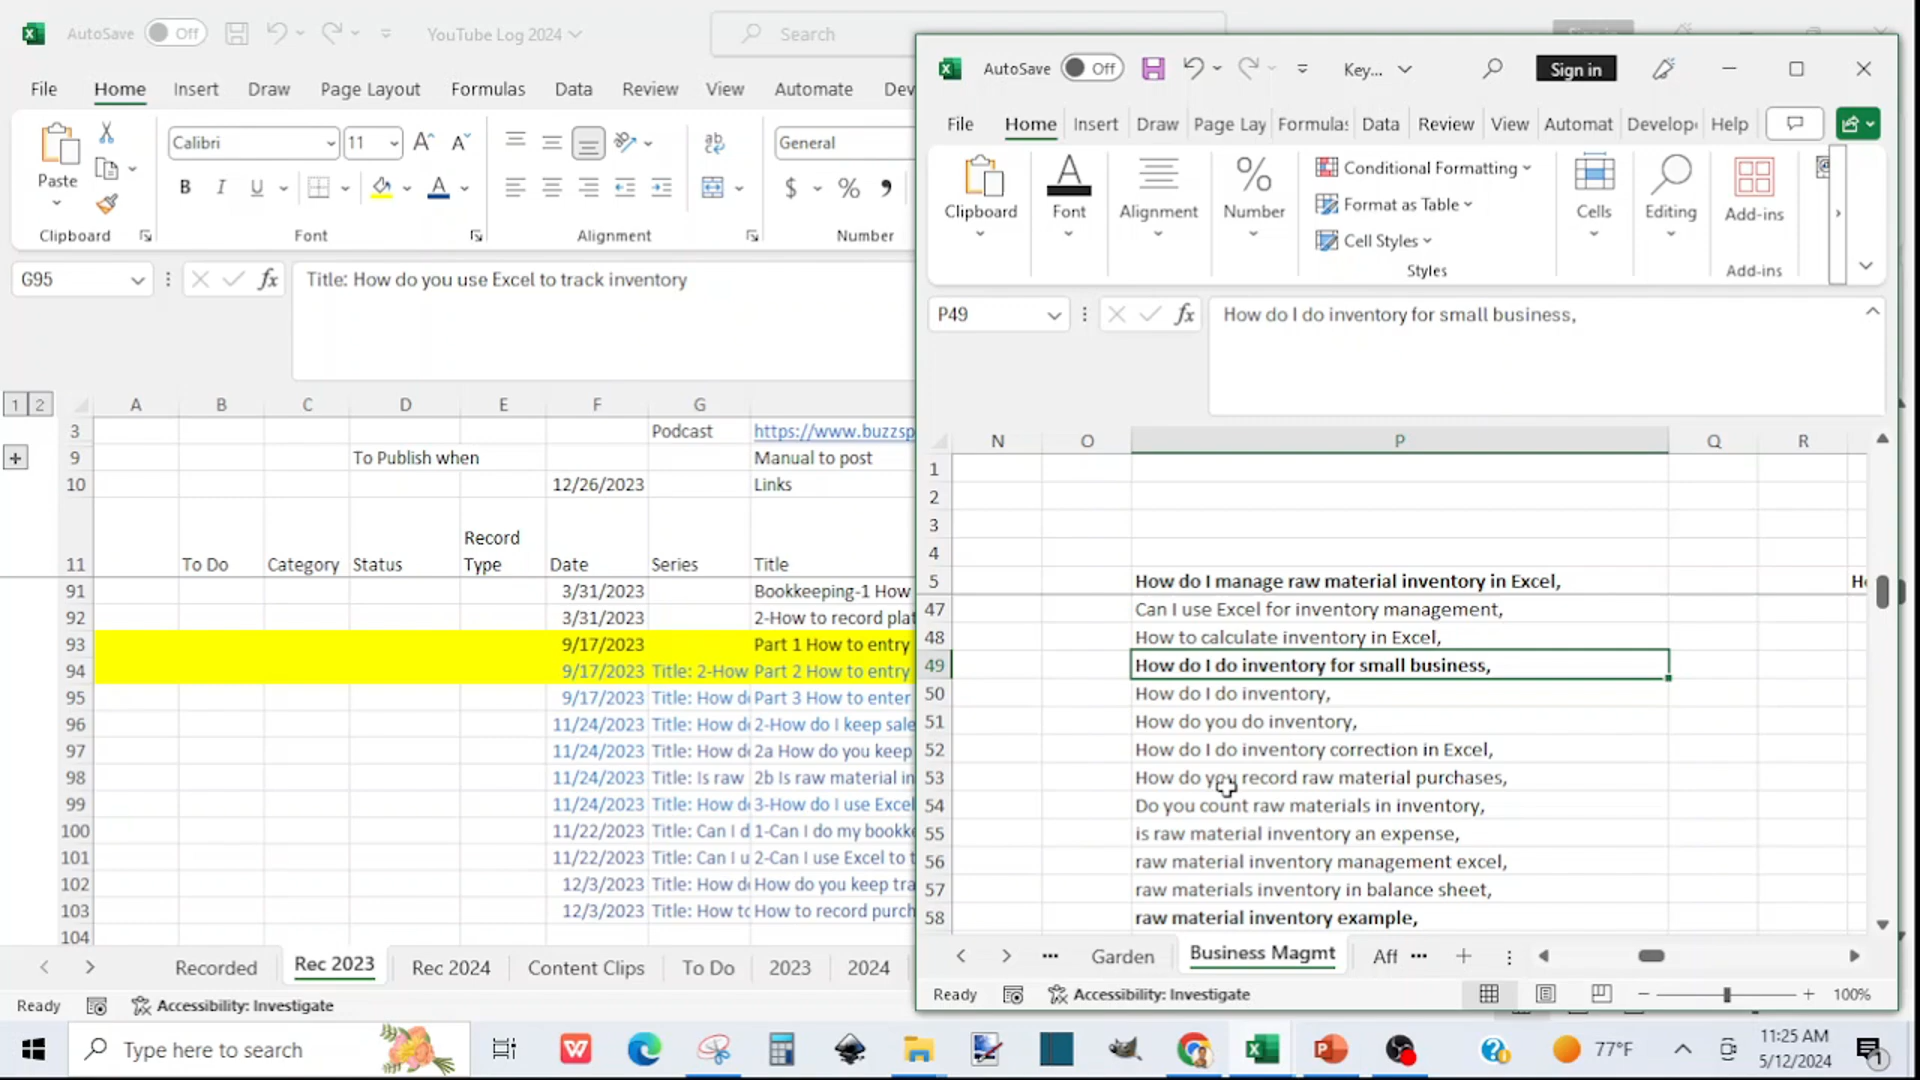 AutoSave Off YouTube Log 2024 Search
File Home Insert Draw Page Layout Formulas Data Review View Automate Dev
Paste Calibri 11 General
B I U $ %
Clipboard Font Alignment Number
G95 fx Title: How do you use Excel to track inventory
1 2 A B C D E F G
3 Podcast https://www.buzzsp
9 To Publish when Manual to post
10 12/26/2023 Links
Record
11 To Do Category Status Type Date Series Title
91 3/31/2023 Bookkeeping-1 How
92 3/31/2023 2-How to record plat
93 9/17/2023 Part 1 How to entry
94 9/17/2023 Title: 2-How Part 2 How to entry
95 9/17/2023 Title: How d Part 3 How to enter
96 11/24/2023 Title: How d 2-How do I keep sale
97 11/24/2023 Title: How d 2a How do you keep
98 11/24/2023 Title: Is raw 2b Is raw material in
99 11/24/2023 Title: How d 3-How do I use Excel
100 11/22/2023 Title: Can I d 1-Can I do my bookk
101 11/22/2023 Title: Can I u 2-Can I use Excel to t
102 12/3/2023 Title: How d How do you keep tra
103 12/3/2023 Title: How to How to record purch
104
Recorded Rec 2023 Rec 2024 Content Clips To Do 2023 2024
Ready Accessibility: Investigate
AutoSave Off Key... Sign in
File Home Insert Draw Page Lay Formulas Data Review View Automat Develop Help
Clipboard Font Alignment Number Conditional Formatting Cells Editing Add-ins
Format as Table
Cell Styles
Styles Add-ins
P49 fx How do I do inventory for small business,
N O P Q R
1
2
3
4
5 How do I manage raw material inventory in Excel, H
47 Can I use Excel for inventory management,
48 How to calculate inventory in Excel,
49 How do I do inventory for small business,
50 How do I do inventory,
51 How do you do inventory,
52 How do I do inventory correction in Excel,
53 How do you record raw material purchases,
54 Do you count raw materials in inventory,
55 is raw material inventory an expense,
56 raw material inventory management excel,
57 raw materials inventory in balance sheet,
58 raw material inventory example,
... Garden Business Magmt Aff ...
Ready Accessibility: Investigate 100%
Type here to search 77°F 11:25 AM
5/12/2024 1